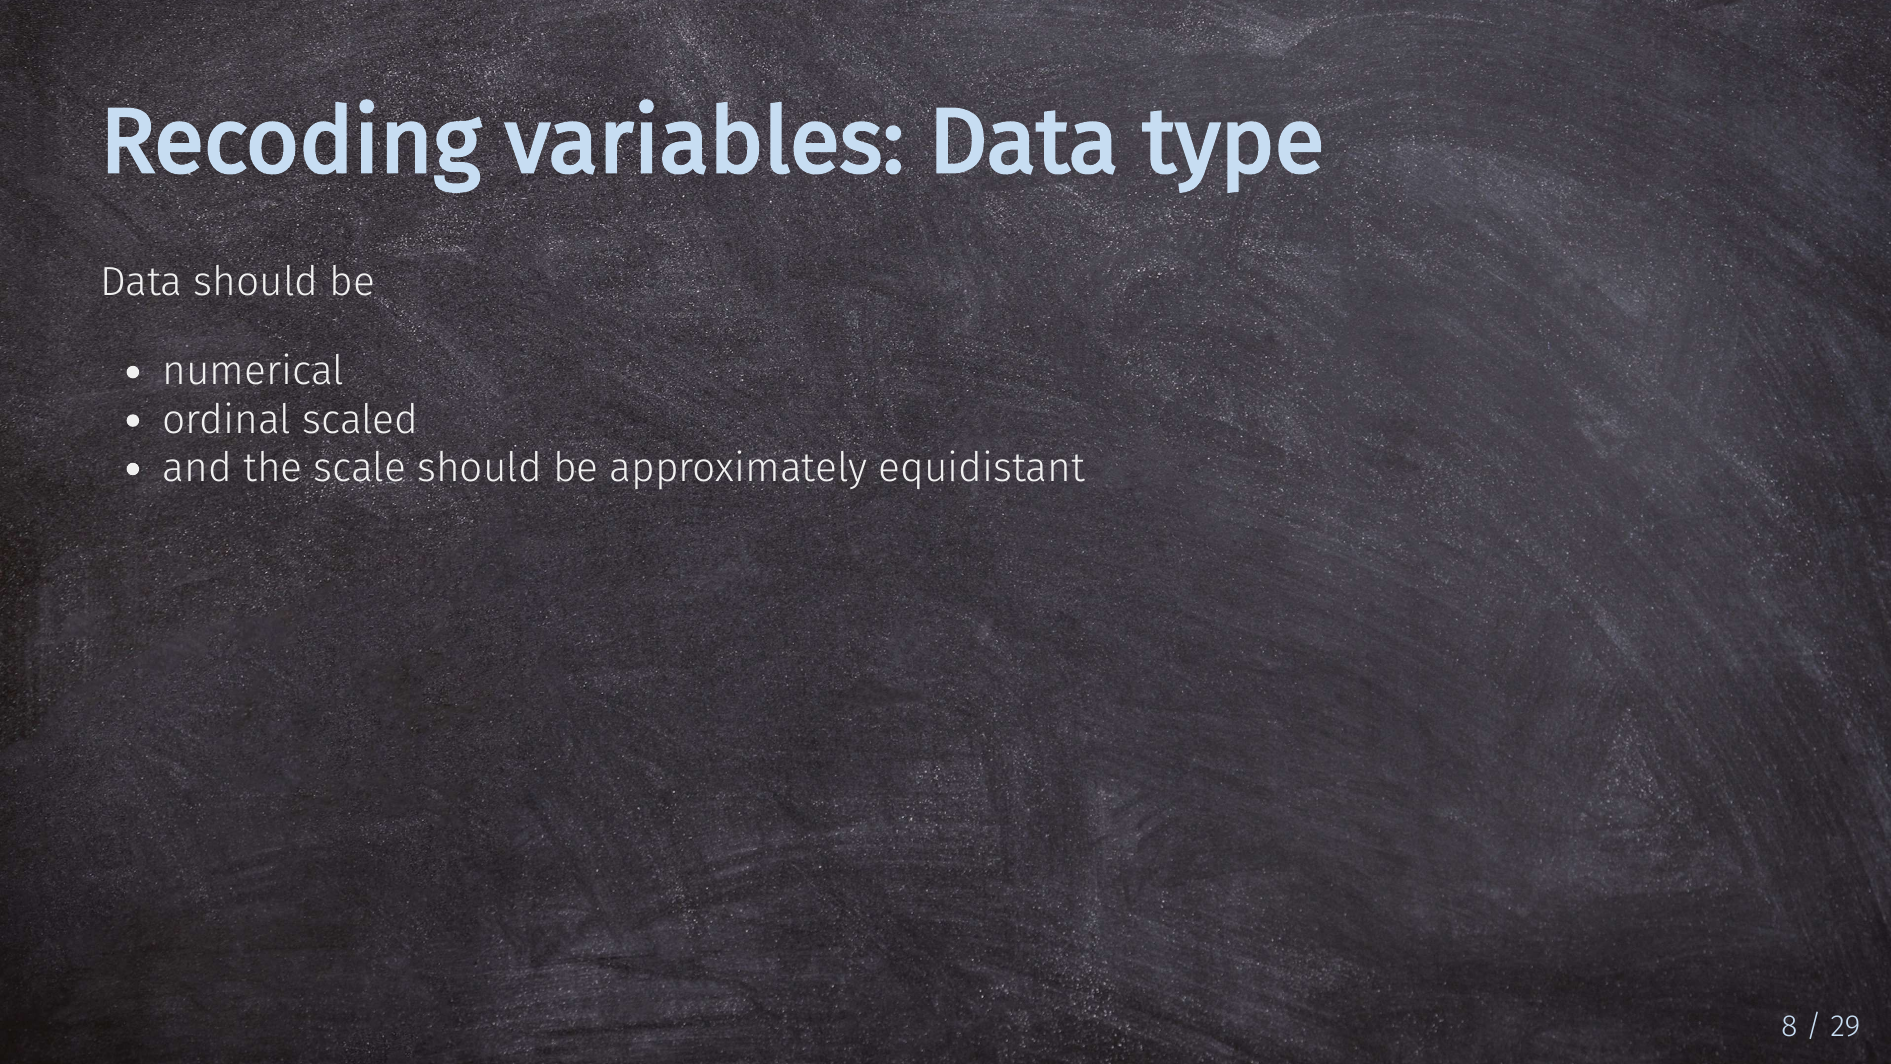 Recoding variables: Data type
Data should be
• numerical
• ordinal scaled
• and the scale should be approximately equidistant
8 / 29